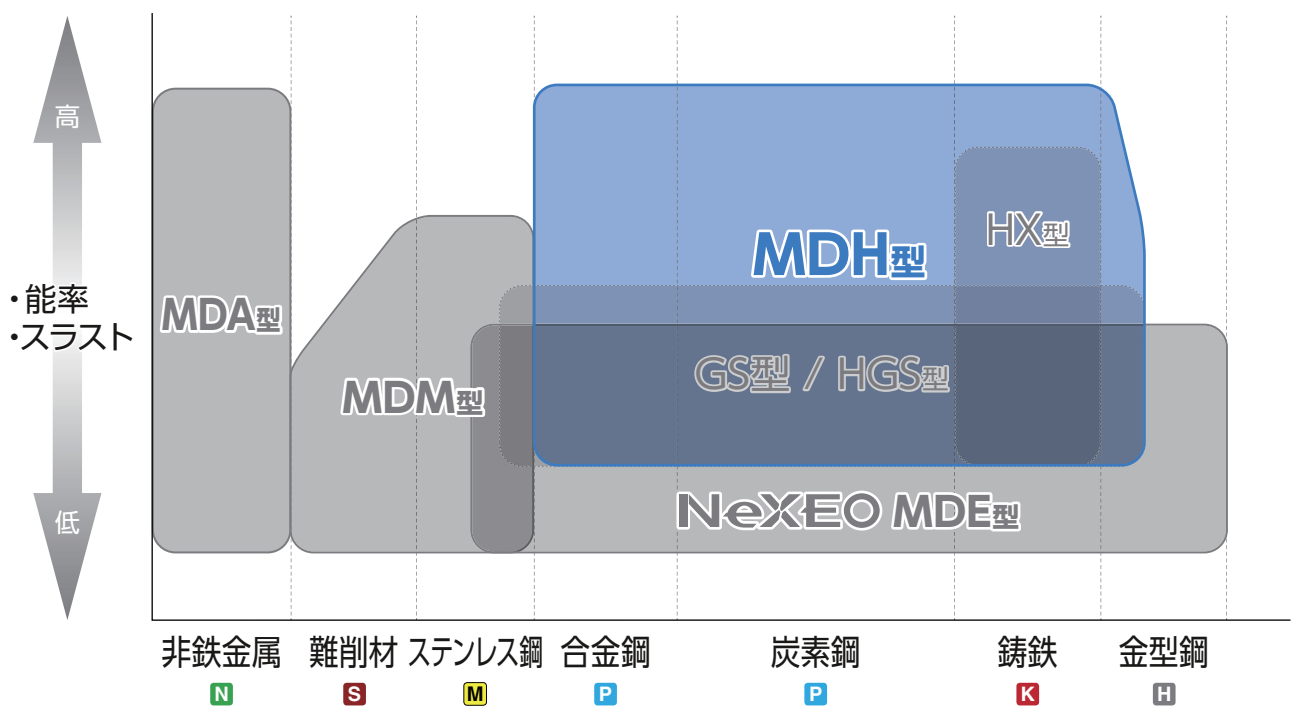 高
・能率
・スラスト
低
MDA型
MDM型
MDH型
HX型
GS型 / HGS型
NeXEO MDE型
非鉄金属 難削材 ステンレス鋼 合金鋼 炭素鋼 鋳鉄 金型鋼
N S M P P K H